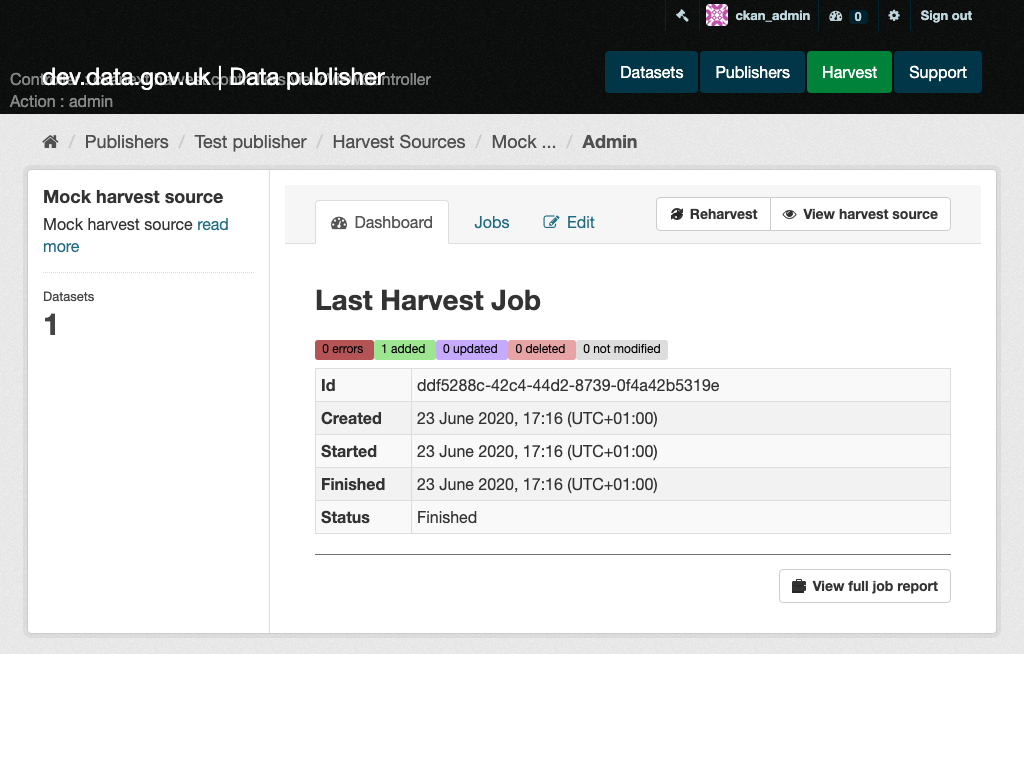 ckan_admin 0 Sign out
dev.data.gov.uk | Data publisher
Action : admin
Datasets Publishers Harvest Support
/ Publishers / Test publisher / Harvest Sources / Mock ... / Admin
Mock harvest source
Mock harvest source read
more
Datasets
1
Dashboard Jobs Edit Reharvest View harvest source
Last Harvest Job
0 errors 1 added 0 updated 0 deleted 0 not modified
Id ddf5288c-42c4-44d2-8739-0f4a42b5319e
Created 23 June 2020, 17:16 (UTC+01:00)
Started 23 June 2020, 17:16 (UTC+01:00)
Finished 23 June 2020, 17:16 (UTC+01:00)
Status Finished
View full job report